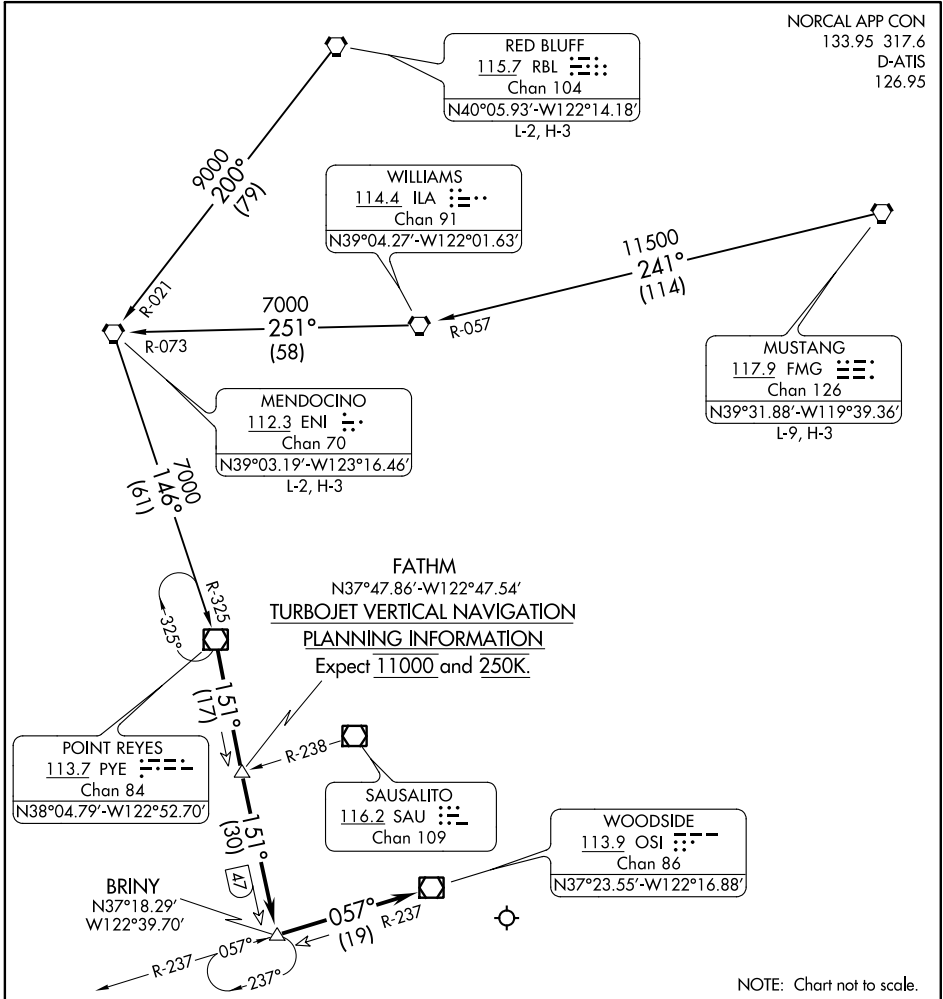 NORCAL APP CON
133.95 317.6
D-ATIS
126.95
RED BLUFF
115.7 RBL
Chan 104
N40°05.93'-W122°14.18'
L-2, H-3
9000
200°
(79)
R-021
WILLIAMS
114.4 ILA
Chan 91
N39°04.27'-W122°01.63'
11500
241°
(114)
R-057
7000
251°
(58)
R-073
MUSTANG
117.9 FMG
Chan 126
N39°31.88'-W119°39.36'
L-9, H-3
MENDOCINO
112.3 ENI
Chan 70
N39°03.19'-W123°16.46'
L-2, H-3
7000
146°
(61)
R-325
325°
FATHM
N37°47.86'-W122°47.54'
TURBOJET VERTICAL NAVIGATION
PLANNING INFORMATION
Expect 11000 and 250K.
151°
(17)
POINT REYES
113.7 PYE
Chan 84
N38°04.79'-W122°52.70'
R-238
SAUSALITO
116.2 SAU
Chan 109
151°
(30)
47
WOODSIDE
113.9 OSI
Chan 86
N37°23.55'-W122°16.88'
BRINY
N37°18.29'
W122°39.70'
057°
(19)
R-237
R-237
057°
237°
NOTE: Chart not to scale.